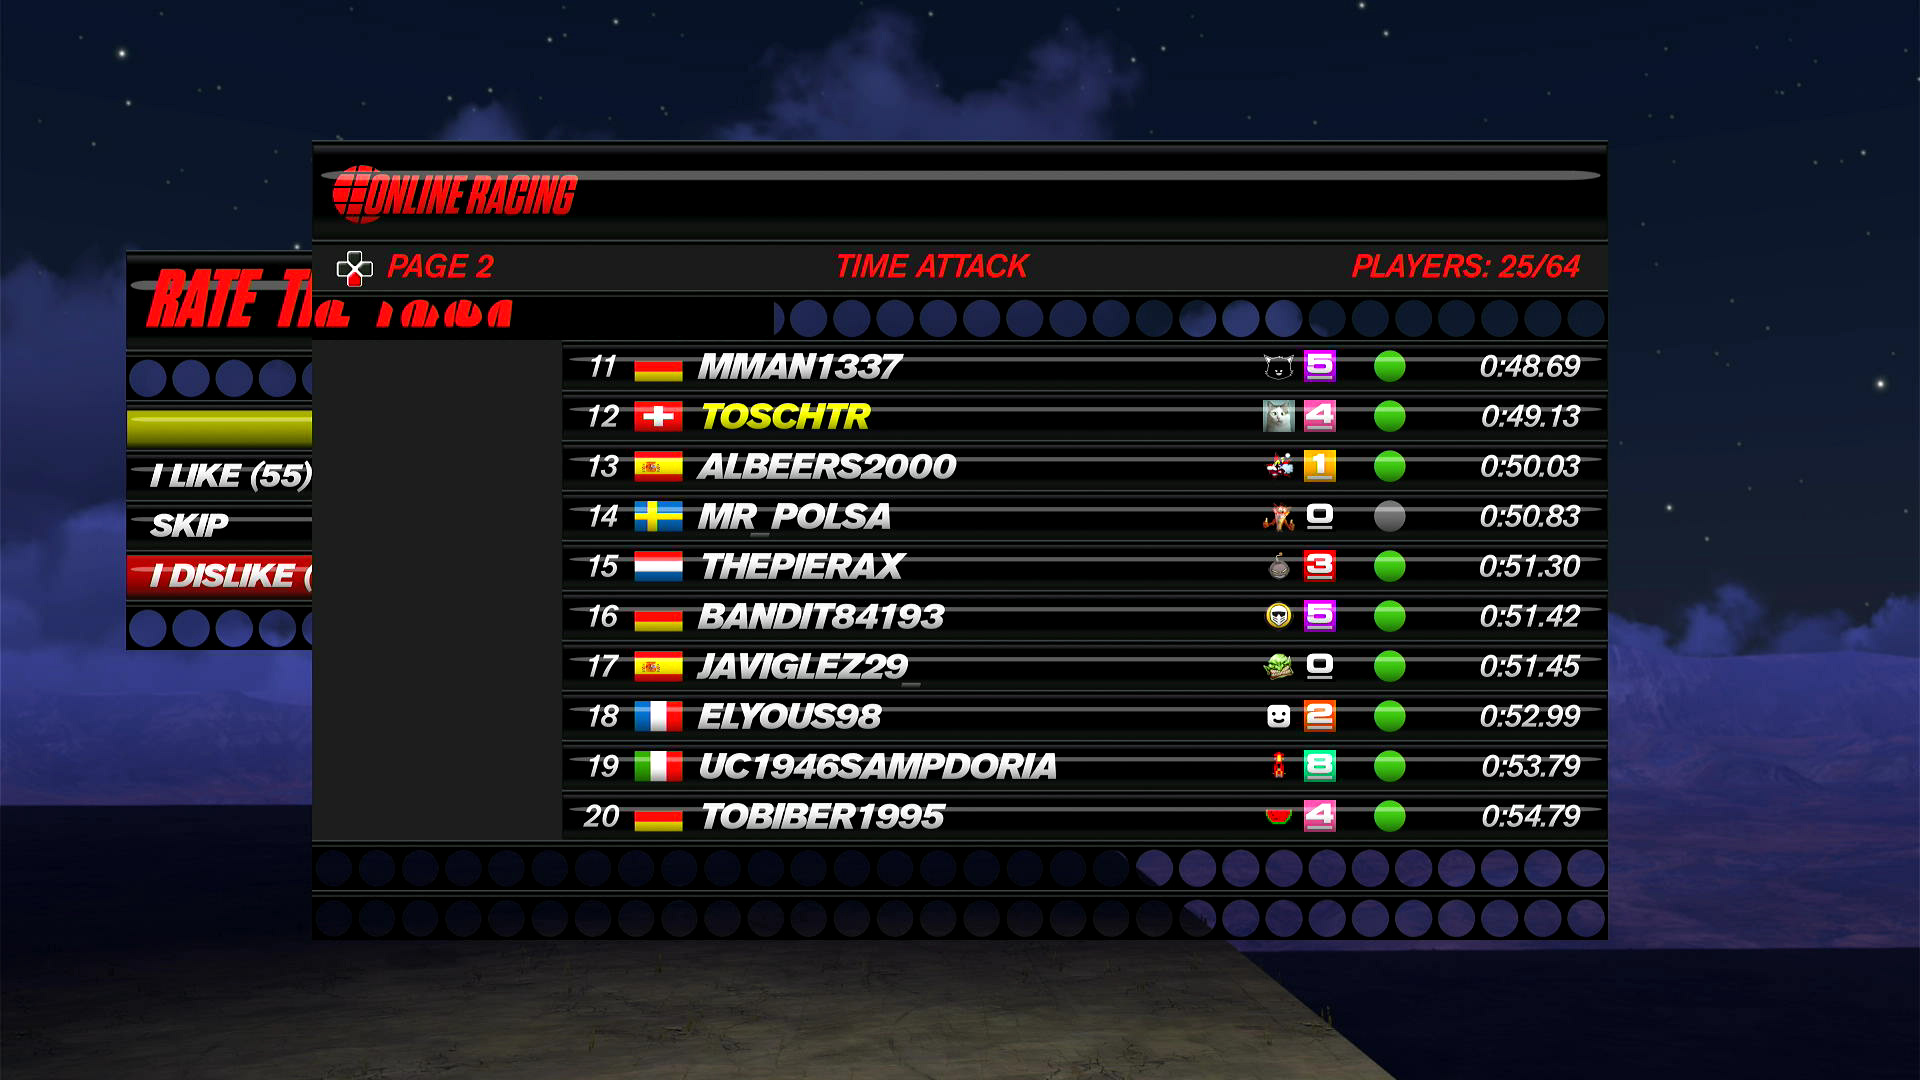 ONLINE RACING
PAGE 2 TIME ATTACK PLAYERS: 25/64
RATE
11 MMAN1337 5 0:48.69
12 TOSCHTR 4 0:49.13
13 ALBEERS2000 1 0:50.03
14 MR_POLSA 0 0:50.83
15 THEPIERAX 3 0:51.30
16 BANDIT84193 5 0:51.42
17 JAVIGLEZ29_ 0 0:51.45
18 ELYOUS98 2 0:52.99
19 UC1946SAMPDORIA 8 0:53.79
20 TOBIBER1995 4 0:54.79
I LIKE (55)
SKIP
I DISLIKE (